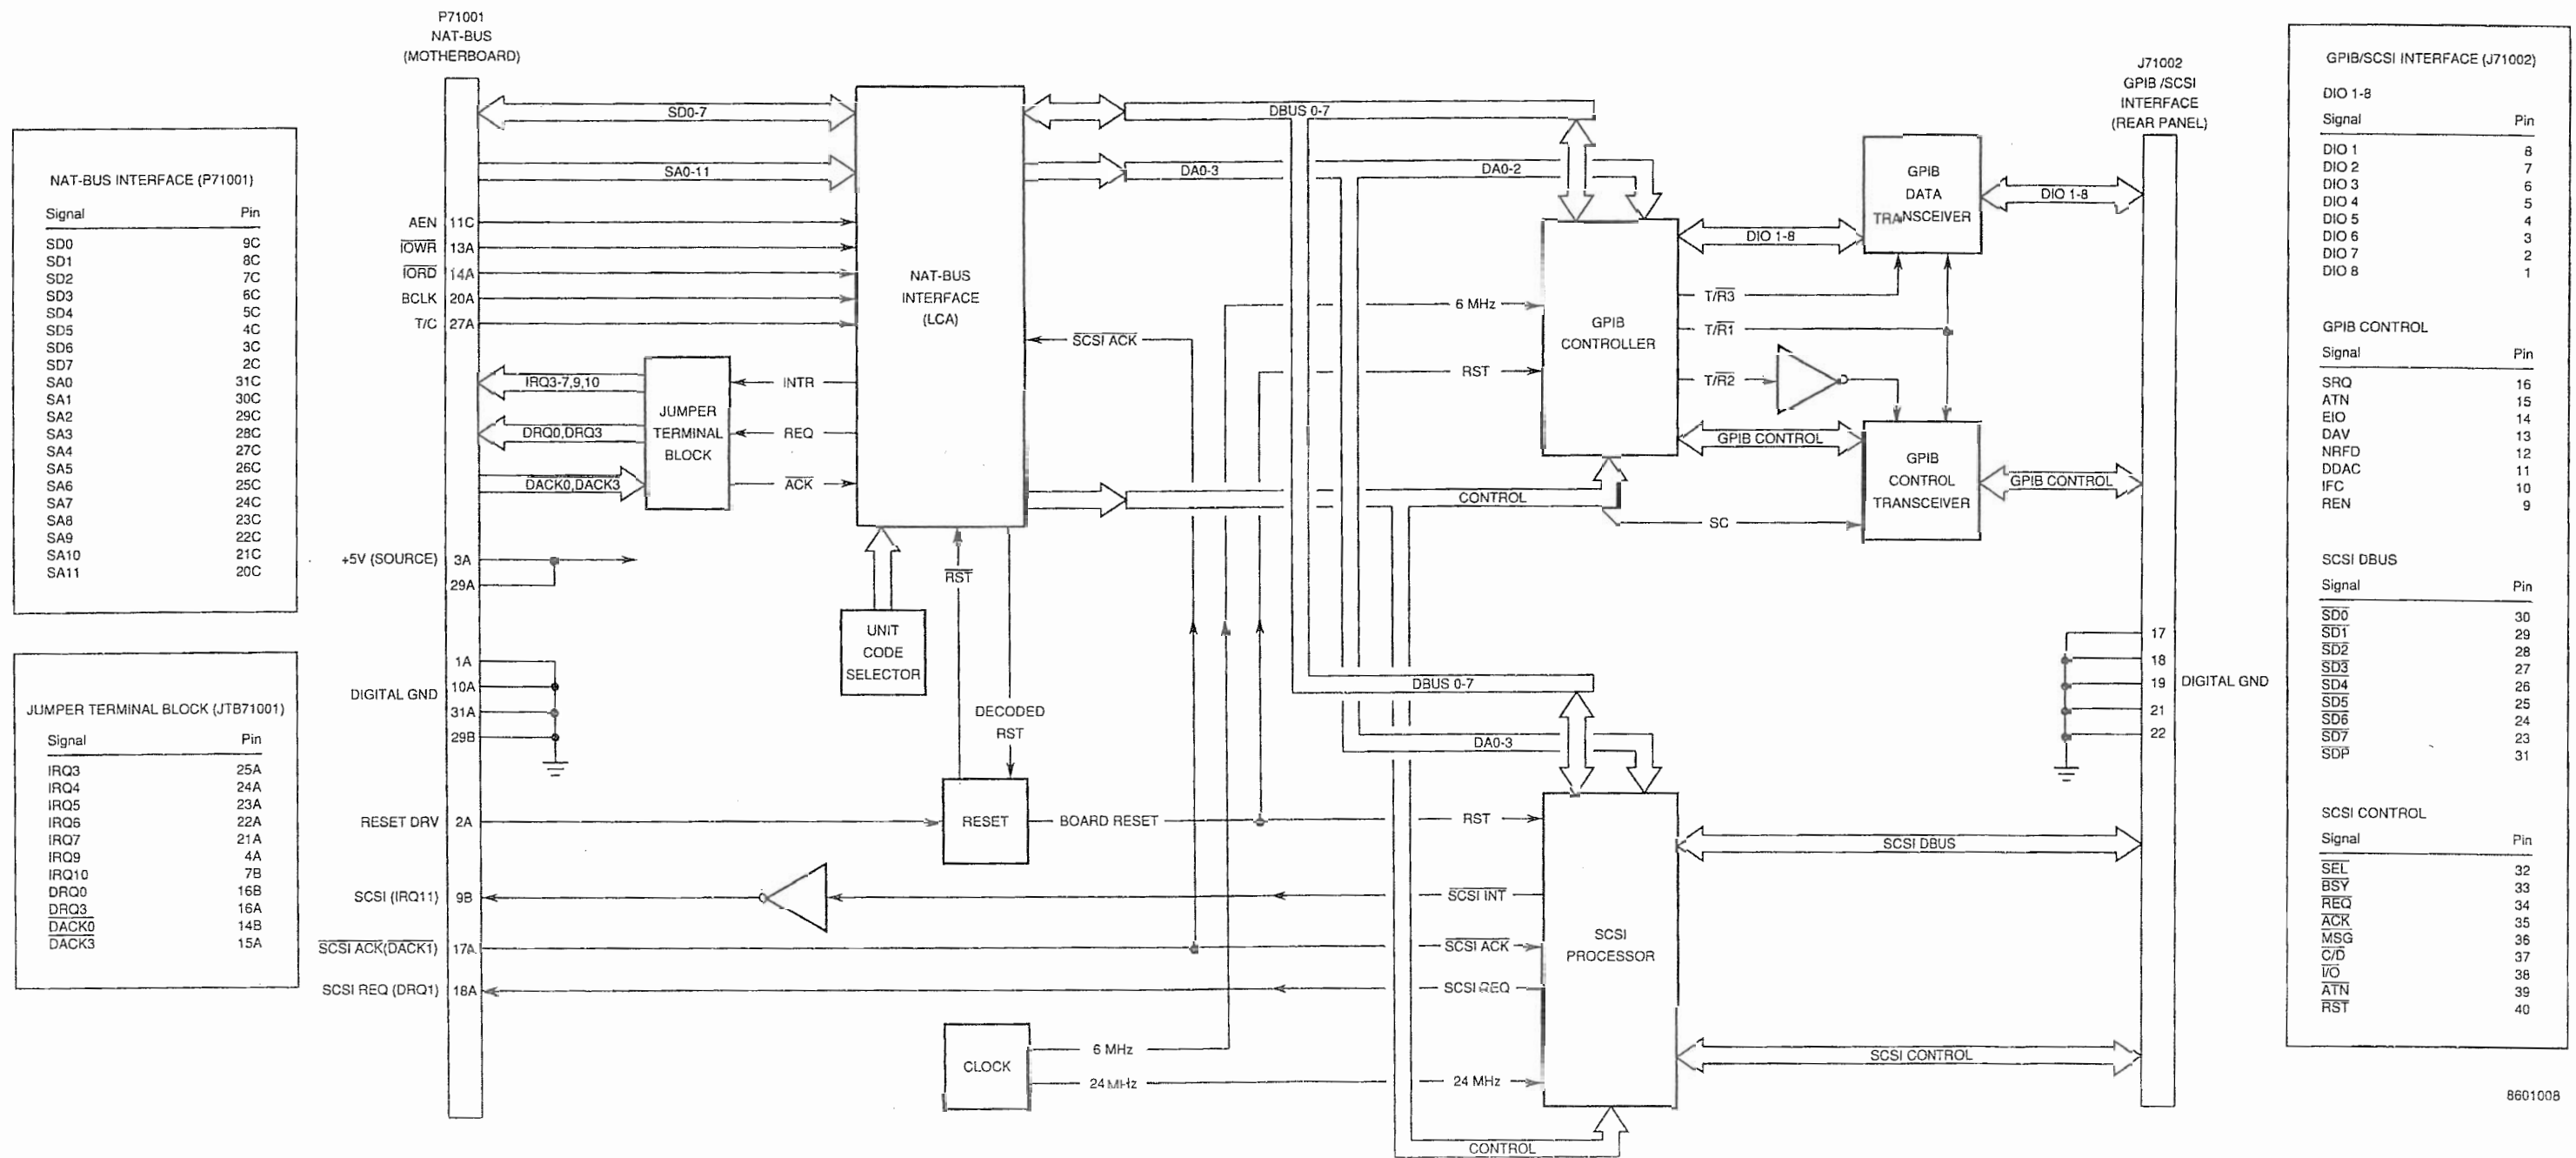 P71001
NAT-BUS
(MOTHERBOARD)
NAT-BUS INTERFACE (P71001)
Signal Pin
SD0 9C
SD1 8C
SD2 7C
SD3 6C
SD4 5C
SD5 4C
SD6 3C
SD7 2C
SA0 31C
SA1 30C
SA2 29C
SA3 28C
SA4 27C
SA5 26C
SA6 25C
SA7 24C
SA8 23C
SA9 22C
SA10 21C
SA11 20C
JUMPER TERMINAL BLOCK (JTB71001)
Signal Pin
IRQ3 25A
IRQ4 24A
IRQ5 23A
IRQ6 22A
IRQ7 21A
IRQ9 4A
IRQ10 7B
DRQ0 16B
DRQ3 16A
DACK0 14B
DACK3 15A
SD0-7
SA0-11
AEN 11C
IOWR 13A
IORD 14A
BCLK 20A
T/C 27A
IRQ3-7,9,10
DRQ0,DRQ3
DACK0,DACK3
JUMPER
TERMINAL
BLOCK
INTR
REQ
ACK
+5V (SOURCE) 3A
29A
1A
DIGITAL GND 10A
31A
29B
RESET DRV 2A
SCSI (IRQ11) 9B
SCSI ACK(DACK1) 17A
SCSI REQ (DRQ1) 18A
NAT-BUS
INTERFACE
(LCA)
UNIT
CODE
SELECTOR
RST
DECODED
RST
RESET
BOARD RESET
CLOCK
6 MHz
24 MHz
SCSI ACK
DBUS 0-7
DA0-3
DA0-2
6 MHz
RST
CONTROL
GPIB
CONTROLLER
DIO 1-8
T/R3
T/R1
T/R2
GPIB CONTROL
SC
GPIB
DATA
TRANSCEIVER
DIO 1-8
GPIB
CONTROL
TRANSCEIVER
GPIB CONTROL
DBUS 0-7
DA0-3
RST
SCSI INT
SCSI ACK
SCSI REQ
24 MHz
CONTROL
SCSI
PROCESSOR
SCSI DBUS
SCSI CONTROL
J71002
GPIB /SCSI
INTERFACE
(REAR PANEL)
17
18
19 DIGITAL GND
21
22
GPIB/SCSI INTERFACE (J71002)
DIO 1-8
Signal Pin
DIO 1 8
DIO 2 7
DIO 3 6
DIO 4 5
DIO 5 4
DIO 6 3
DIO 7 2
DIO 8 1
GPIB CONTROL
Signal Pin
SRQ 16
ATN 15
EIO 14
DAV 13
NRFD 12
DDAC 11
IFC 10
REN 9
SCSI DBUS
Signal Pin
SD0 30
SD1 29
SD2 28
SD3 27
SD4 26
SD5 25
SD6 24
SD7 23
SDP 31
SCSI CONTROL
Signal Pin
SEL 32
BSY 33
REQ 34
ACK 35
MSG 36
C/D 37
I/O 38
ATN 39
RST 40
8601008